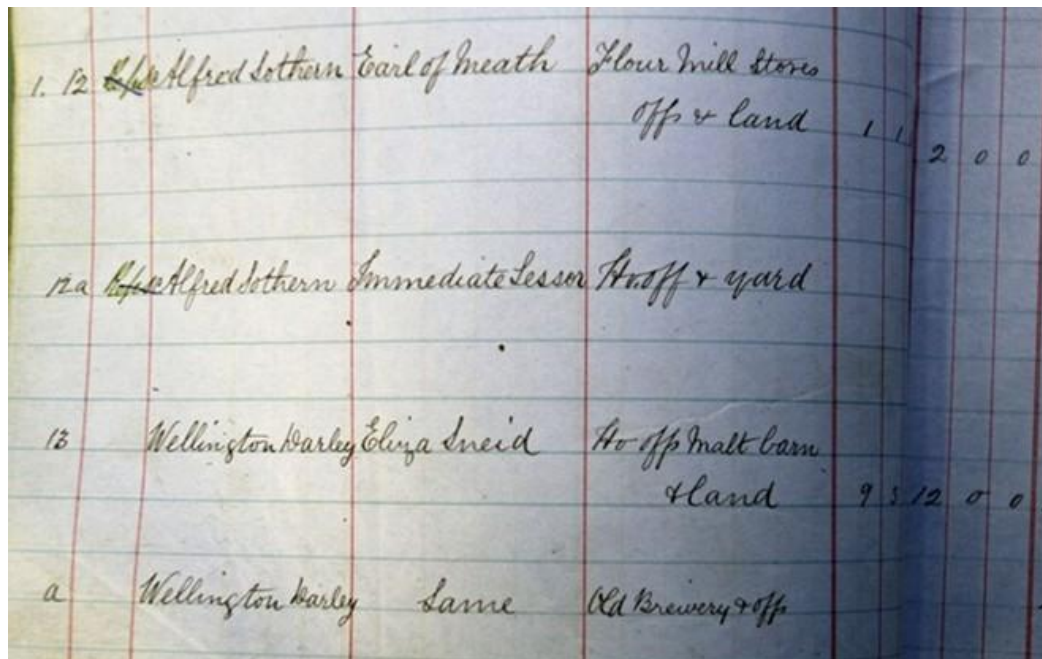 1. 12 Alfred Sothern Earl of Meath Flour Mill Stores
offs & land 1 1
2 0 0
12a Alfred Sothern Immediate Lessor Ho. off & yard
13 Wellington Darley Eliza Sneid Ho offs Malt barn
& land 9 3 12 0 0
a Wellington Darley Same Old Brewery & offs